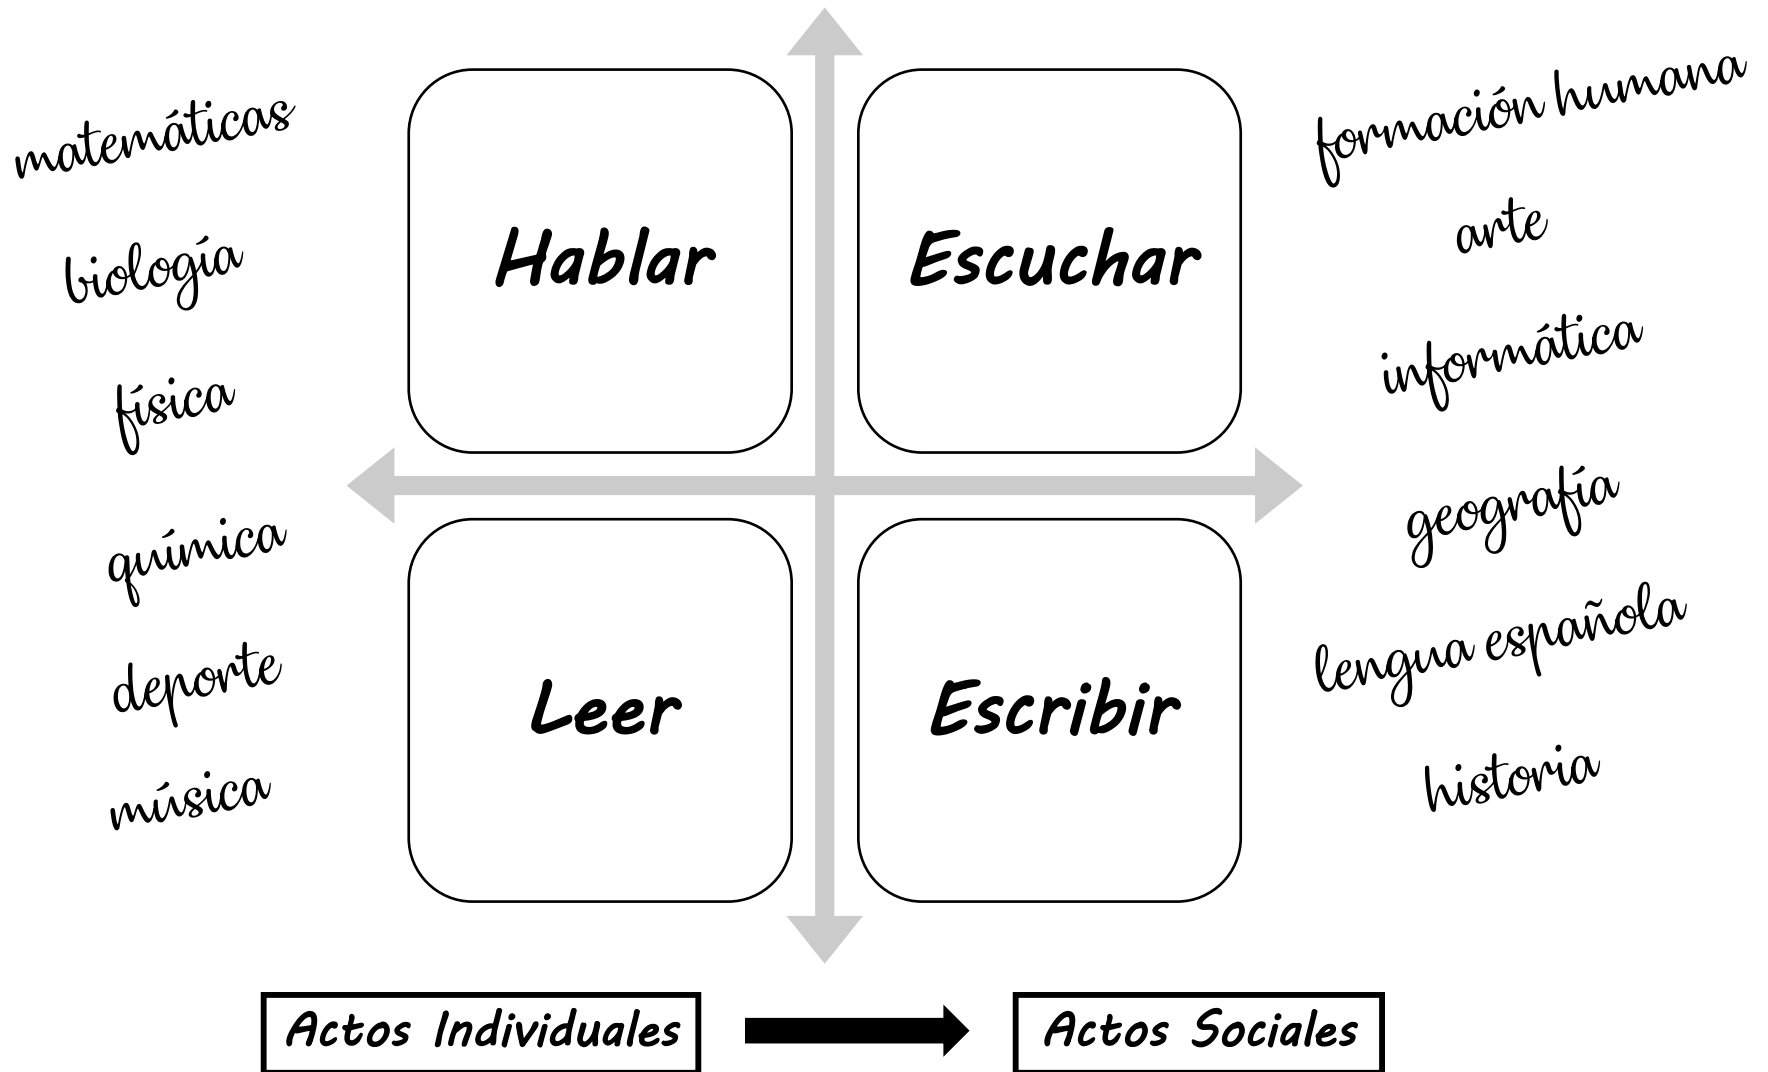 matemáticas
biología
física
química
deporte
música
Hablar
Escuchar
Leer
Escribir
formación humana
arte
informática
geografía
lengua española
historia
Actos Individuales
Actos Sociales